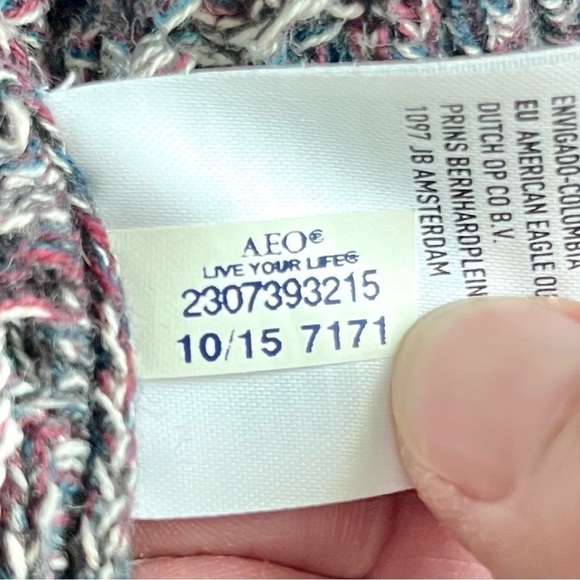 AEO®
LIVE YOUR LIFE®
2307393215
10/15 7171
ENVIGADO-COLOMBIA
EU AMERICAN EAGLE OU
DUTCH OP CO B.V.
PRINS BERNHARDPLEIN
1097 JB AMSTERDAM